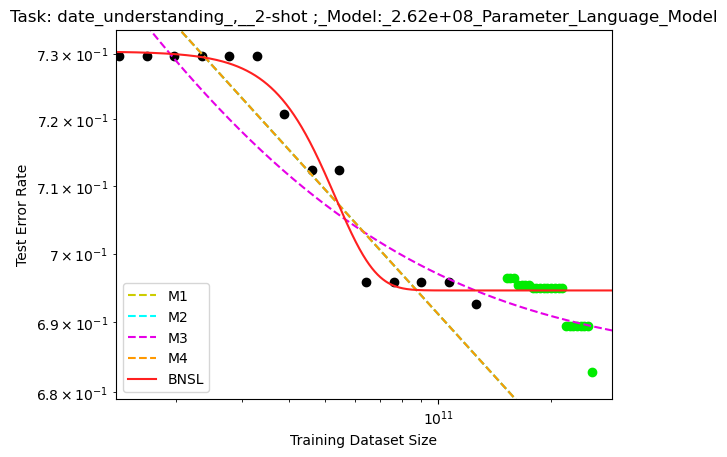 Task: date_understanding_,__2-shot ;_Model:_2.62e+08_Parameter_Language_Model
7.3 × 10⁻¹
7.2 × 10⁻¹
7.1 × 10⁻¹
7 × 10⁻¹
6.9 × 10⁻¹
6.8 × 10⁻¹
Test Error Rate
M1
M2
M3
M4
BNSL
10¹¹
Training Dataset Size